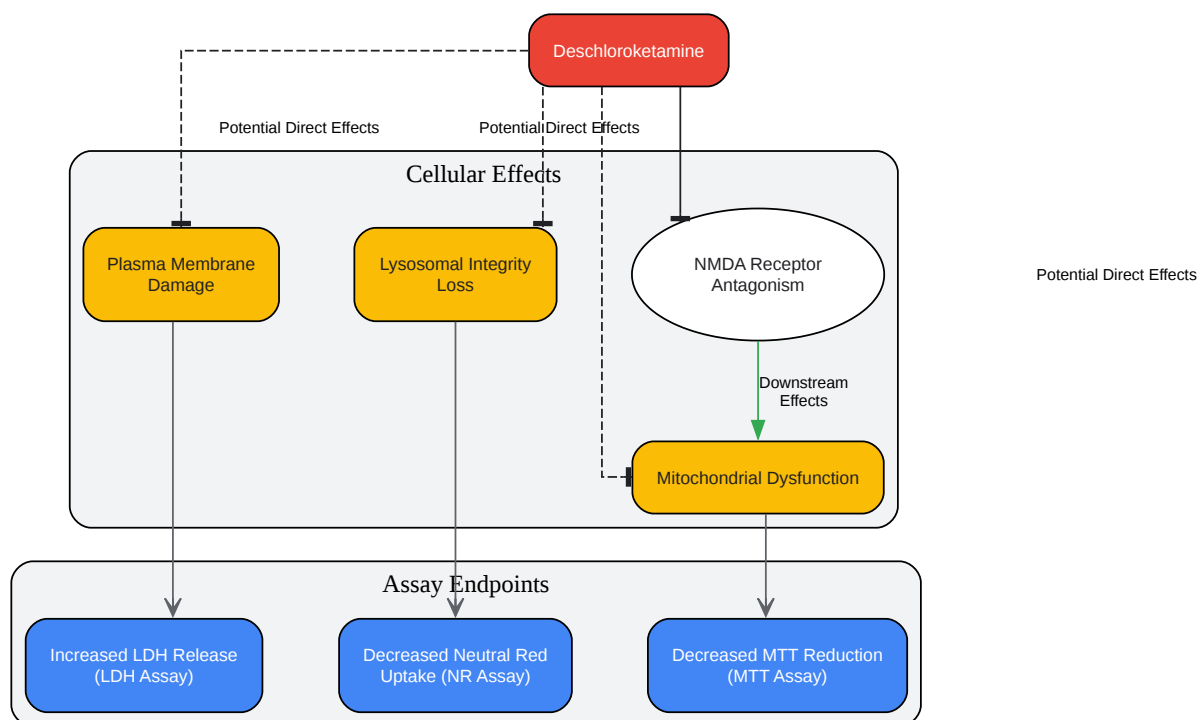 Deschloroketamine
Potential Direct Effects
Potential Direct Effects
Cellular Effects
Plasma Membrane
Damage
Lysosomal Integrity
Loss
NMDA Receptor
Antagonism
Potential Direct Effects
Downstream
Effects
Mitochondrial Dysfunction
Assay Endpoints
Increased LDH Release
(LDH Assay)
Decreased Neutral Red
Uptake (NR Assay)
Decreased MTT Reduction
(MTT Assay)